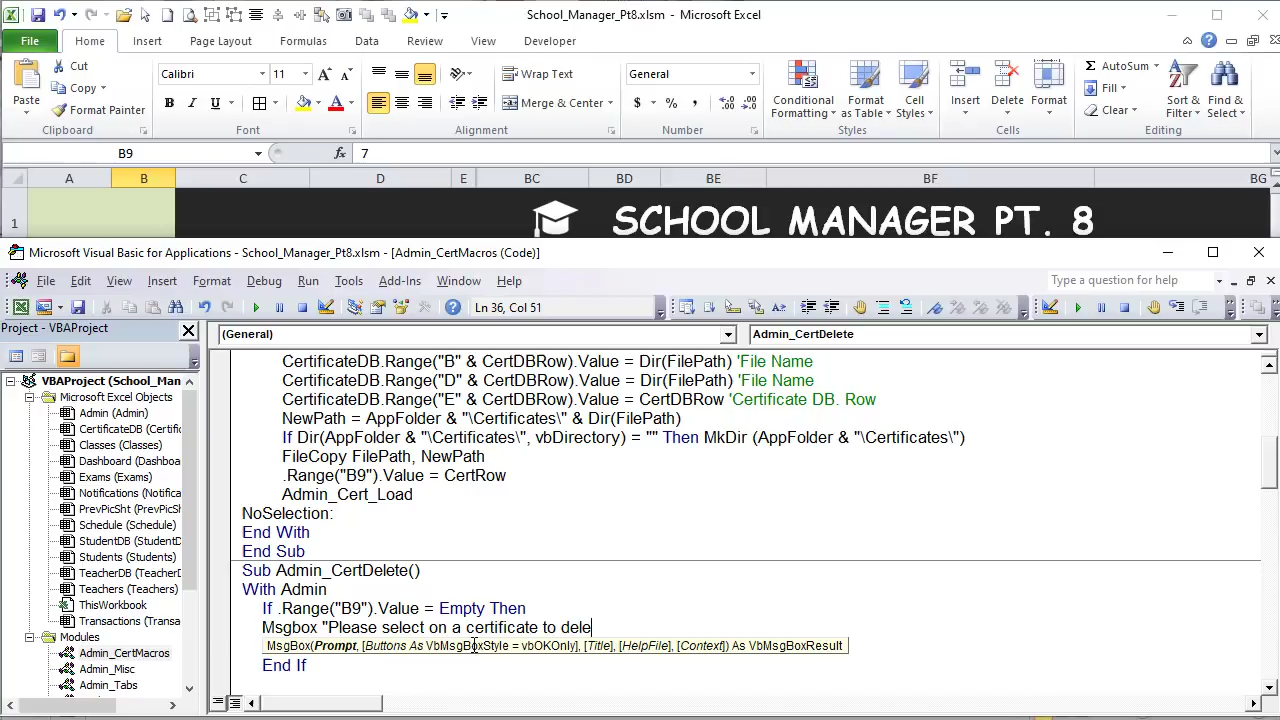 School_Manager_Pt8.xlsm - Microsoft Excel
File Home Insert Page Layout Formulas Data Review View Developer
Paste Cut Copy Format Painter Clipboard
Calibri 11 Font
Wrap Text Merge & Center Alignment
General Number
Conditional Formatting Format as Table Cell Styles Styles
Insert Delete Format Cells
AutoSum Fill Clear Sort & Filter Find & Select Editing
B9 fx 7
A B C D E BC BD BE BF BG
1 SCHOOL MANAGER PT. 8
Microsoft Visual Basic for Applications - School_Manager_Pt8.xlsm - [Admin_CertMacros (Code)]
File Edit View Insert Format Debug Run Tools Add-Ins Window Help Type a question for help
Ln 36, Col 51
Project - VBAProject
VBAProject (School_Man
Microsoft Excel Objects
Admin (Admin)
CertificateDB (Certific
Classes (Classes)
Dashboard (Dashboa
Exams (Exams)
Notifications (Notifica
PrevPicSht (PrevPicSh
Schedule (Schedule)
StudentDB (StudentD
Students (Students)
TeacherDB (TeacherD
Teachers (Teachers)
ThisWorkbook
Transactions (Transac
Modules
Admin_CertMacros
Admin_Misc
Admin_Tabs
(General) Admin_CertDelete
CertificateDB.Range("B" & CertDBRow).Value = Dir(FilePath) 'File Name
CertificateDB.Range("D" & CertDBRow).Value = Dir(FilePath) 'File Name
CertificateDB.Range("E" & CertDBRow).Value = CertDBROW 'Certificate DB. Row
NewPath = AppFolder & "\Certificates\" & Dir(FilePath)
If Dir(AppFolder & "\Certificates\", vbDirectory) = "" Then MkDir (AppFolder & "\Certificates\")
FileCopy FilePath, NewPath
.Range("B9").Value = CertRow
Admin_Cert_Load
NoSelection:
End With
End Sub
Sub Admin_CertDelete()
With Admin
If .Range("B9").Value = Empty Then
Msgbox "Please select on a certificate to dele
MsgBox(Prompt, [Buttons As VbMsgBoxStyle = vbOKOnly], [Title], [HelpFile], [Context]) As VbMsgBoxResult
End If